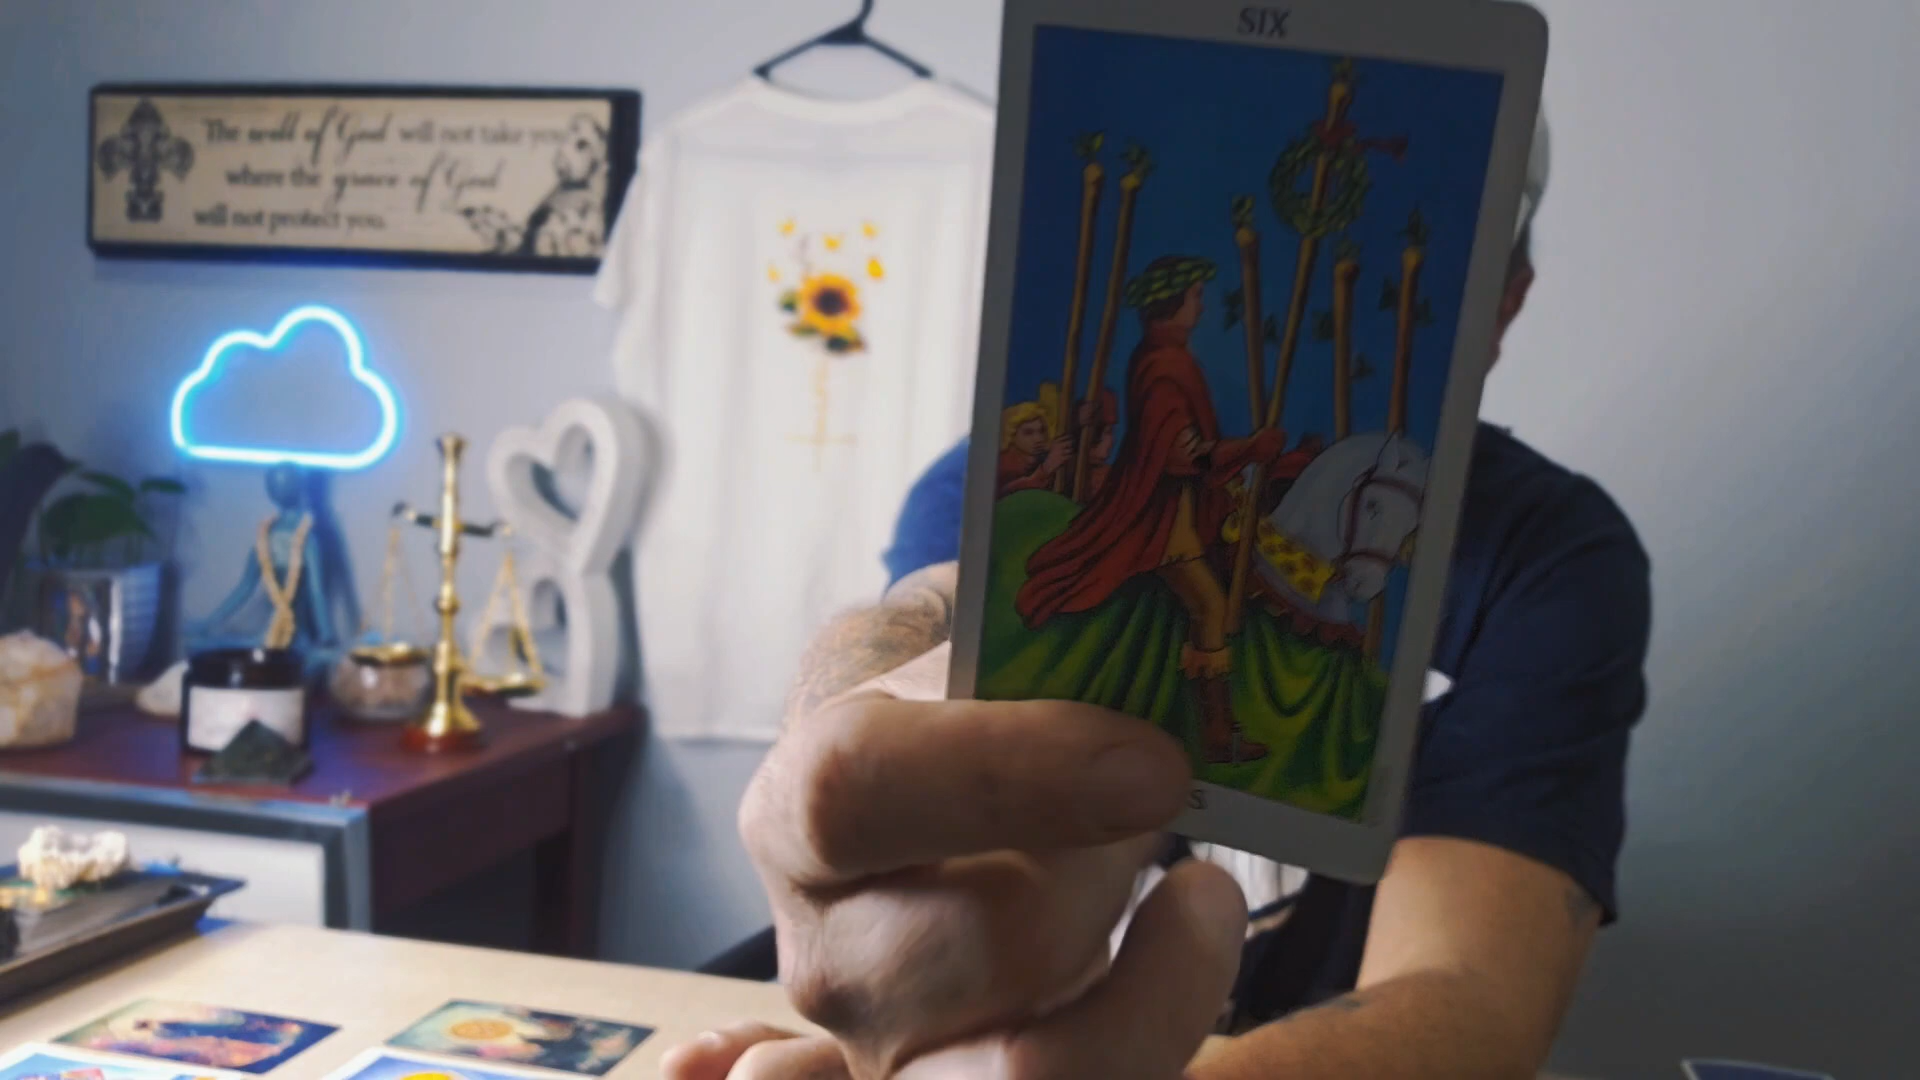 The will of God will not take you
where the grace of God
will not protect you.
SIX
S